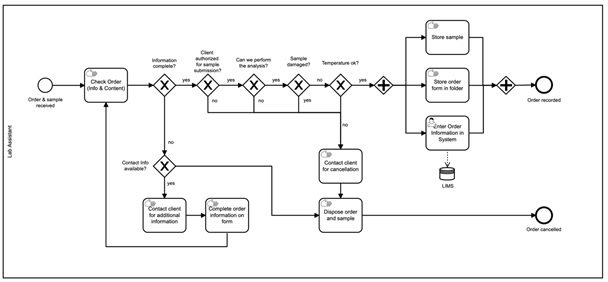 Lab Assistant
Order & sample
received
Check Order
(Info & Content)
Information
complete?
yes
no
Client
authorized
for sample
submission?
yes
no
Can we perform
the analysis?
yes
no
Sample
damaged?
no
yes
Temperature ok?
yes
no
Store sample
Store order
form in folder
Enter Order
Information in
System
LIMS
Order recorded
Contact Info
available?
no
yes
Contact client
for additional
information
Complete order
information on
form
Contact client
for cancellation
Dispose order
and sample
Order cancelled